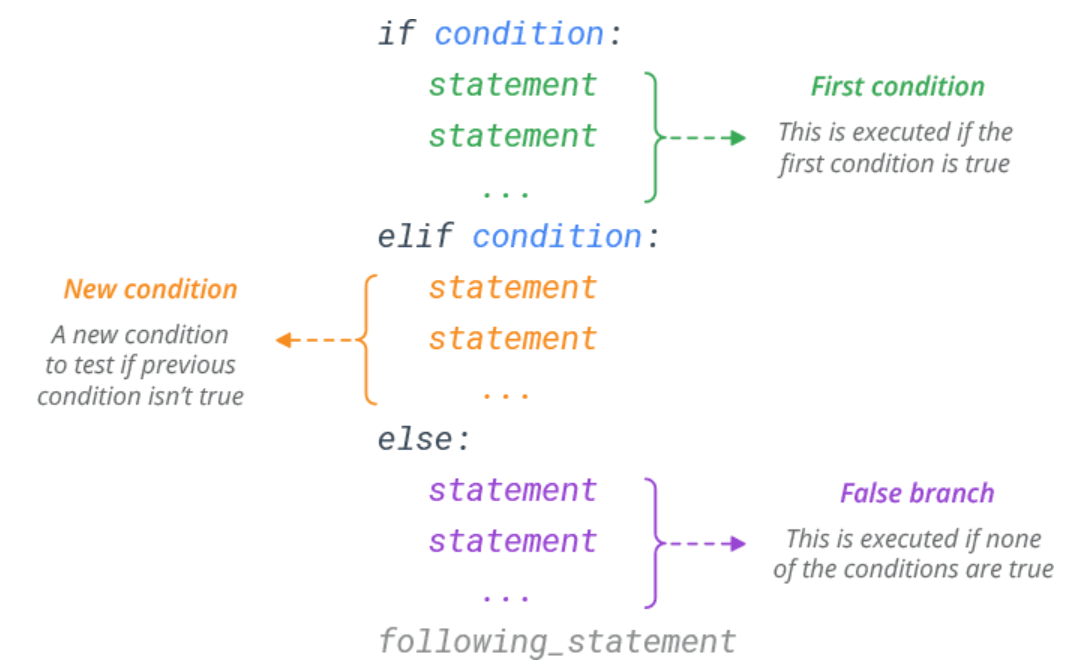 if condition:
statement
statement
...
First condition
This is executed if the
first condition is true
elif condition:
statement
statement
...
New condition
A new condition
to test if previous
condition isn’t true
else:
statement
statement
...
False branch
This is executed if none
of the conditions are true
following_statement